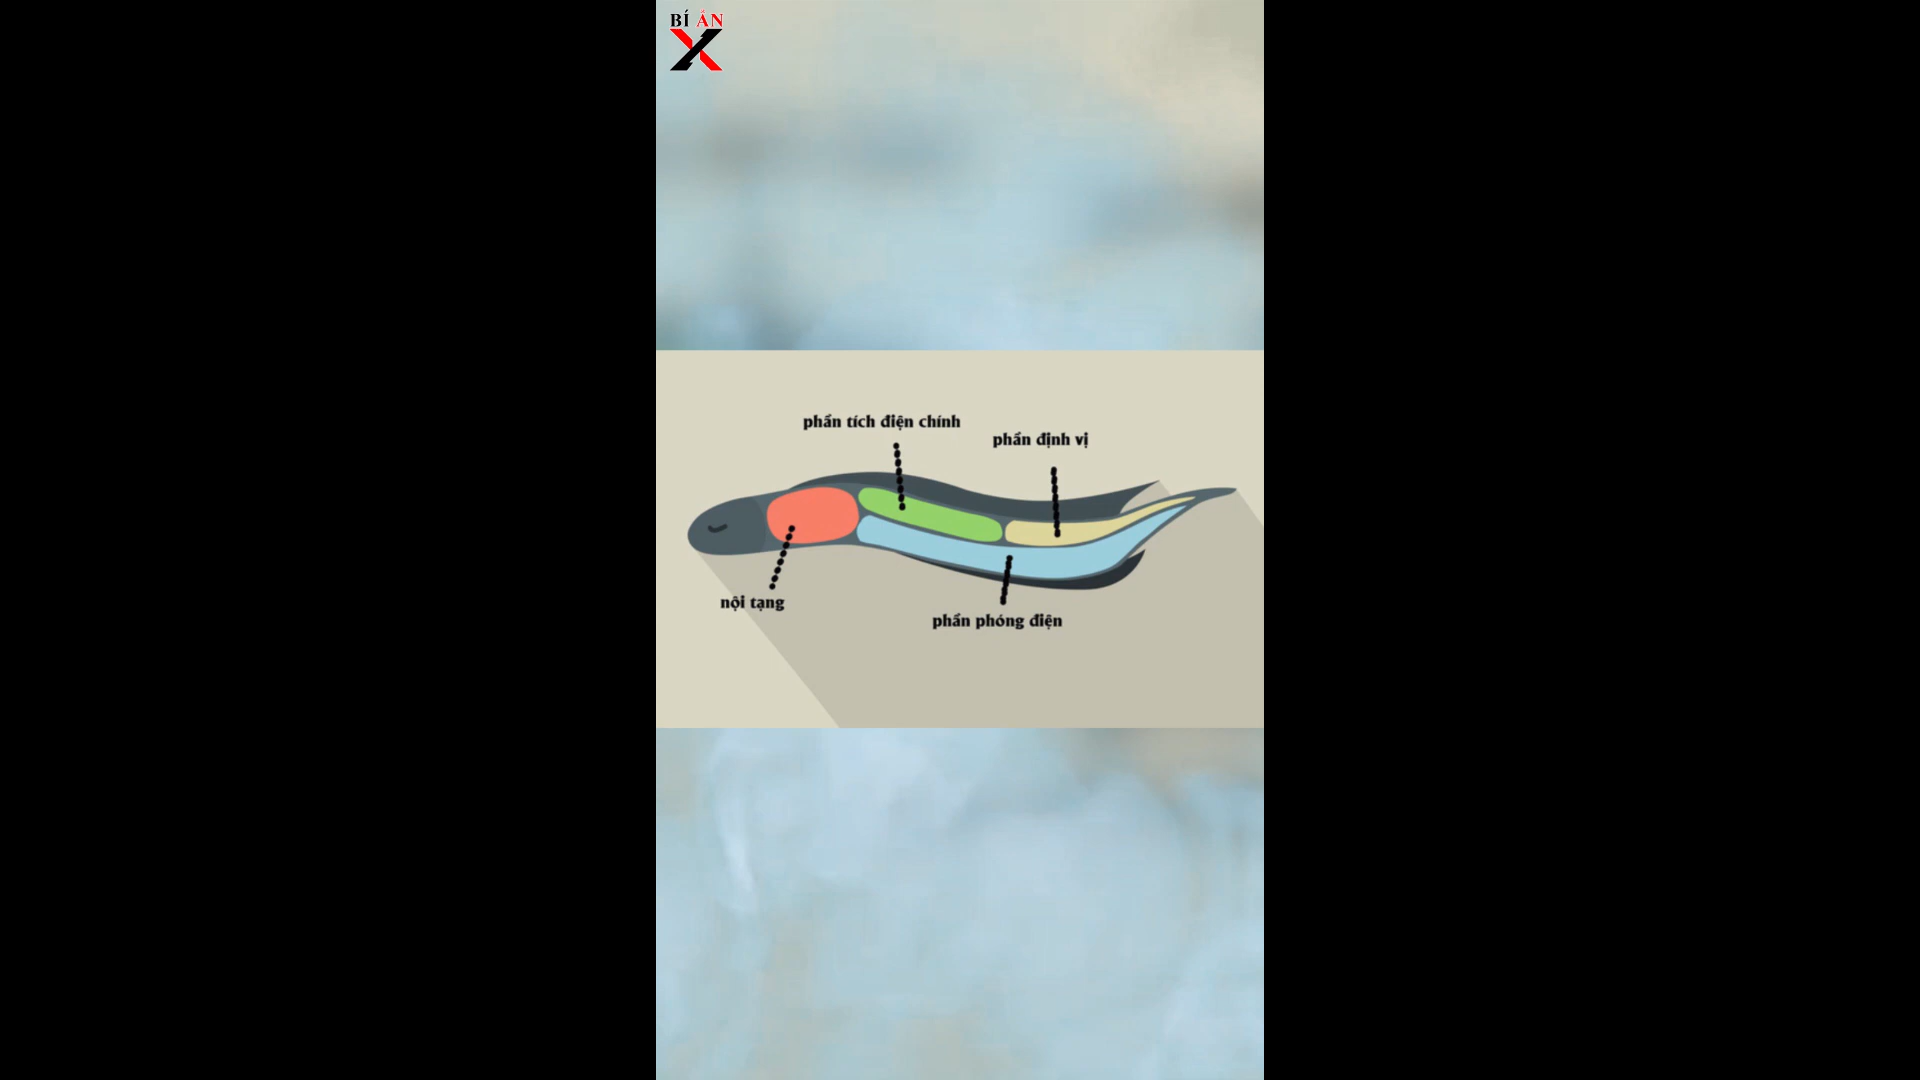 BÍ ẨN
X
phần tích điện chính
phần định vị
nội tạng
phần phóng điện